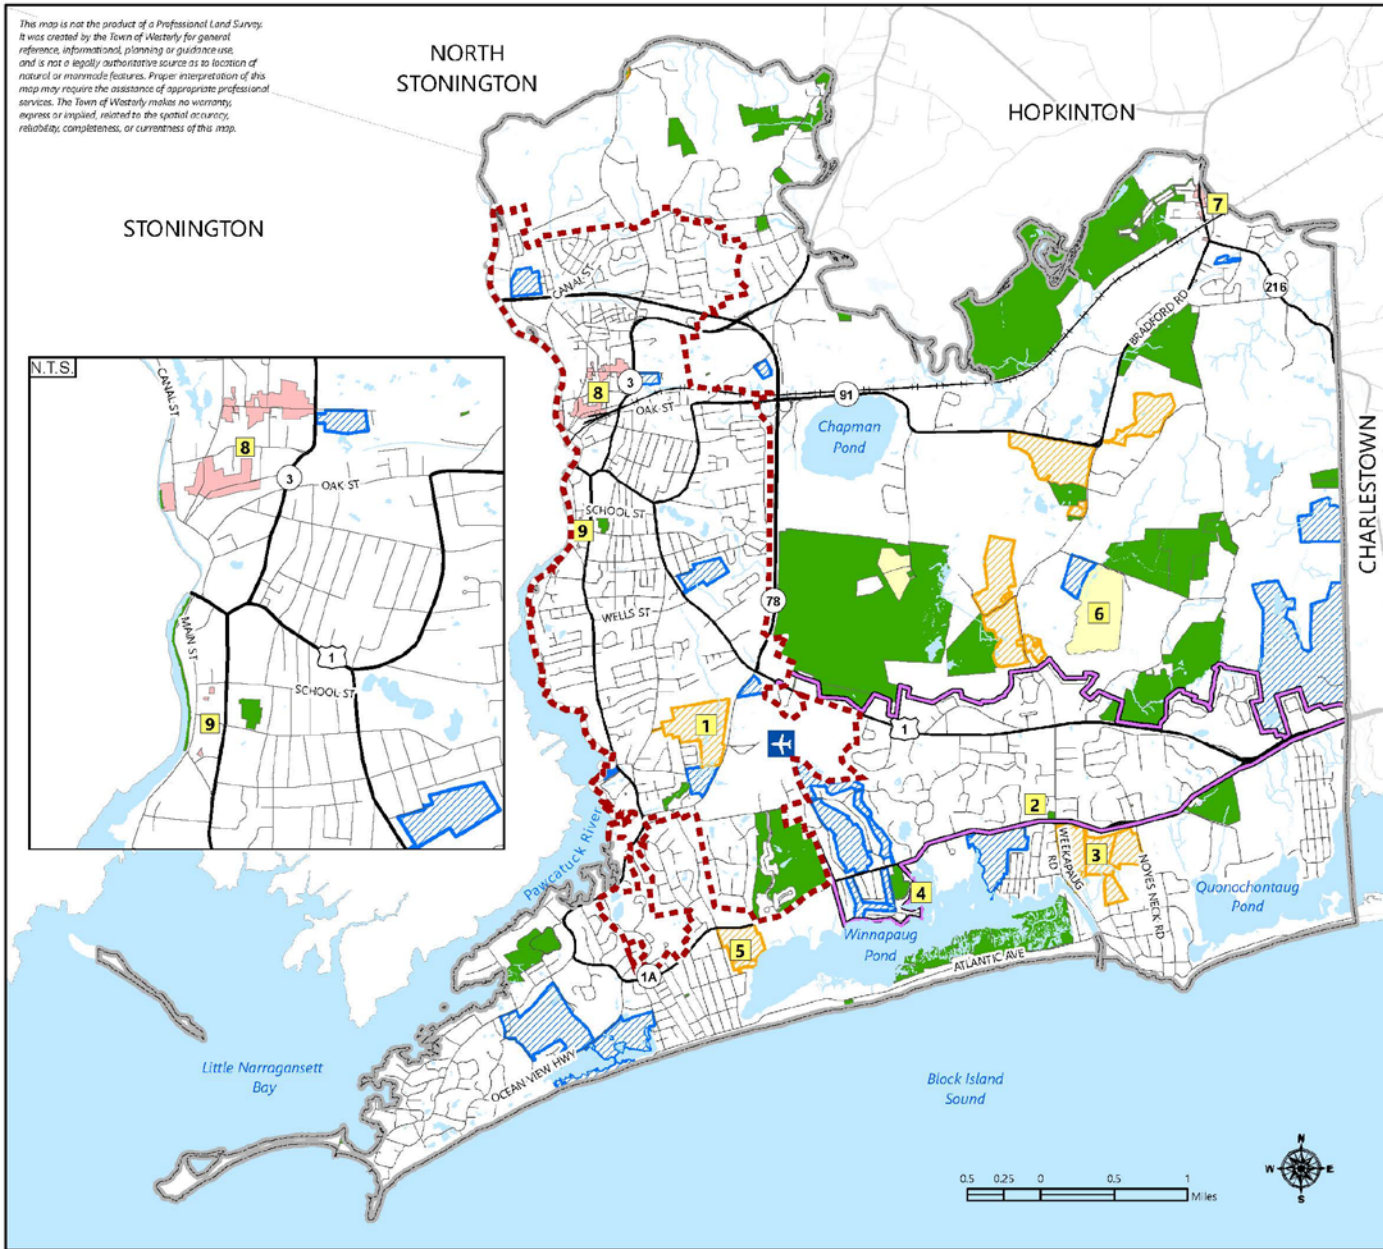 This map is not the product of a Professional Land Survey.
It was created by the Town of Westerly for general
reference, informational, planning or guidance use,
and is not a legally authoritative source as to location of
natural or manmade features. Proper interpretation of this
map may require the assistance of appropriate professional
services. The Town of Westerly makes no warranty,
express or implied, related to the spatial accuracy,
reliability, completeness, or currentness of this map.
NORTH
STONINGTON
HOPKINTON
STONINGTON
7
CANAL ST
216
BRADFORD RD
N.T.S.
CANAL ST
3
8
91
OAK ST
Chapman
Pond
CHARLESTOWN
8
3
OAK ST
SCHOOL ST
9
78
WELLS ST
6
MAIN ST
1
SCHOOL ST
9
1
1
2
Pawcatuck River
WEEKAPAUG
RD
3
NOYES NECK RD
4
Quonochontaug
Pond
Winnapaug
Pond
5
ATLANTIC AVE
1A
OCEAN VIEW HWY
Little Narragansett
Bay
Block Island
Sound
N
W E
S
0.5 0.25 0 0.5 1
Miles